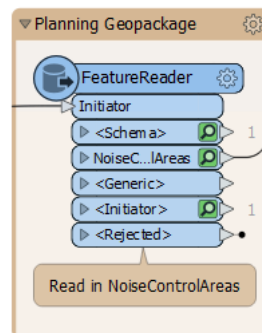 Planning Geopackage
FeatureReader
Initiator
<Schema> 1
NoiseC...lAreas
<Generic>
<Initiator> 1
<Rejected>
Read in NoiseControlAreas